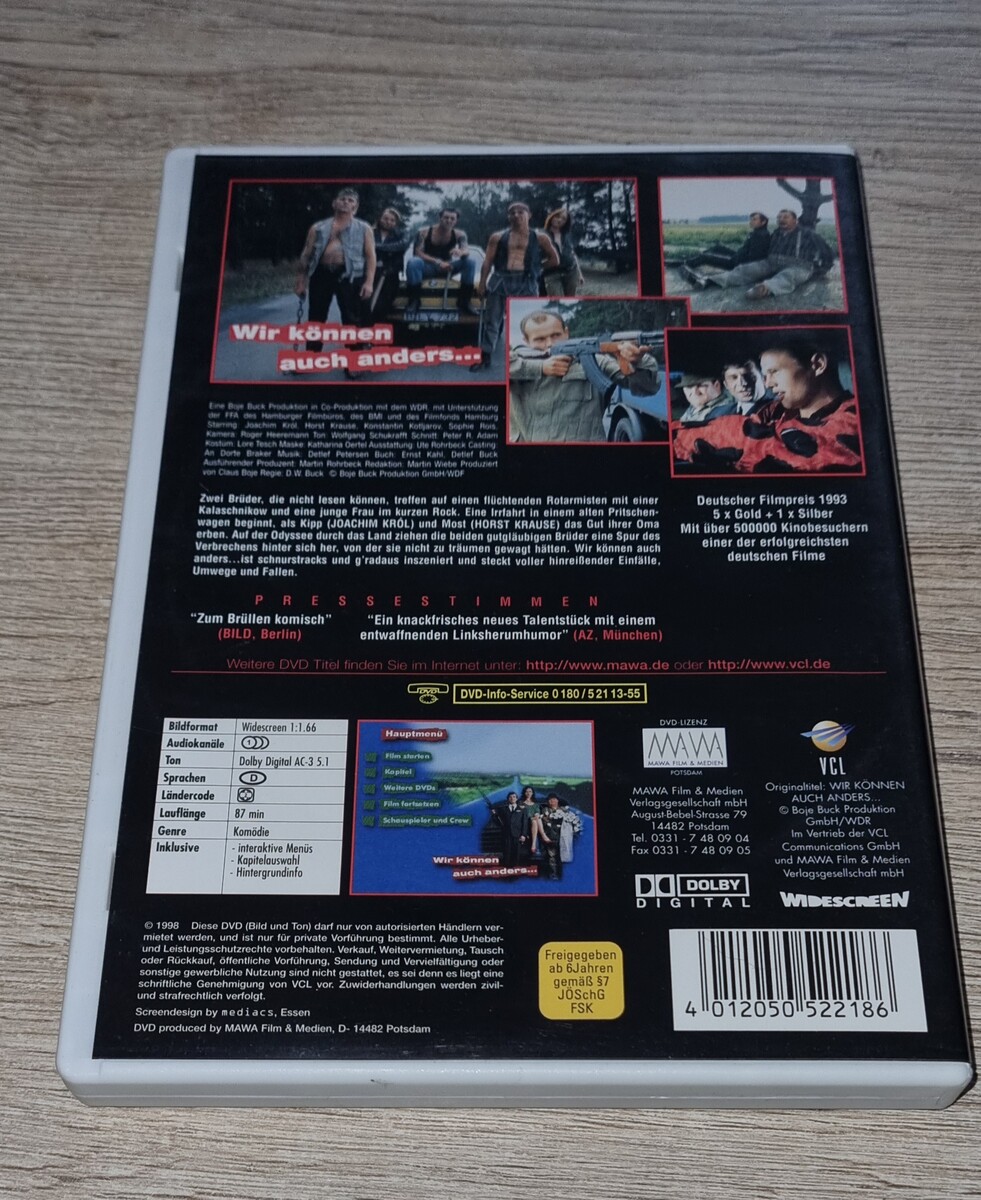 Wir können
auch anders...
Eine Boje Buck Produktion in Co-Produktion mit dem WDR, mit Unterstützung
der FFA des Hamburger Filmbüros, des BMI und des Filmfonds Hamburg
Starring: Joachim Król, Horst Krause, Konstantin Kotljarov, Sophie Rois,
Kamera: Roger Heeremann Ton: Wolfgang Schukrafft Schnitt: Peter R. Adam
Kostüm: Lore Tesch Maske: Katharina Oertel Ausstattung: Ute Rohrbeck Casting:
An Dorte Braker Musik: Detlef Petersen Buch: Ernst Kahl, Detlef Buck
Ausführender Produzent: Martin Rohrbeck Redaktion: Martin Wiebe Produziert
von Claus Boje Regie: D.W. Buck © Boje Buck Produktion GmbH/WDF
Zwei Brüder, die nicht lesen können, treffen auf einen flüchtenden Rotarmisten mit einer
Kalaschnikow und eine junge Frau im kurzen Rock. Eine Irrfahrt in einem alten Pritschen-
wagen beginnt, als Kipp (JOACHIM KRÓL) und Most (HORST KRAUSE) das Gut ihrer Oma
erben. Auf der Odyssee durch das Land ziehen die beiden gutgläubigen Brüder eine Spur des
Verbrechens hinter sich her, von der sie nicht zu träumen gewagt hätten. Wir können auch
anders...ist schnurstracks und g'radaus inszeniert und steckt voller hinreißender Einfälle,
Umwege und Fallen.
Deutscher Filmpreis 1993
5 x Gold + 1 x Silber
Mit über 500000 Kinobesuchern
einer der erfolgreichsten
deutschen Filme
PRESSESTIMMEN
"Zum Brüllen komisch"
(BILD, Berlin)
"Ein knackfrisches neues Talentstück mit einem
entwaffnenden Linksherumhumor" (AZ, München)
Weitere DVD Titel finden Sie im Internet unter: http://www.mawa.de oder http://www.vcl.de
DVD
DVD-Info-Service 0 180 / 5 21 13-55
Bildformat Widescreen 1:1.66
Audiokanäle 1
Ton Dolby Digital AC-3 5.1
Sprachen D
Ländercode
Lauflänge 87 min
Genre Komödie
Inklusive - interaktive Menüs
- Kapitelauswahl
- Hintergrundinfo
Hauptmenü
Film starten
Kapitel
Weitere DVDs
Film fortsetzen
Schauspieler und Crew
Wir können
auch anders...
DVD-LIZENZ
MAWA
MAWA FILM & MEDIEN
POTSDAM
MAWA Film & Medien
Verlagsgesellschaft mbH
August-Bebel-Strasse 79
14482 Potsdam
Tel. 0331 - 7 48 09 04
Fax 0331 - 7 48 09 05
DOLBY
DIGITAL
VCL
Originaltitel: WIR KÖNNEN
AUCH ANDERS...
© Boje Buck Produktion
GmbH/WDR
Im Vertrieb der VCL
Communications GmbH
und MAWA Film & Medien
Verlagsgesellschaft mbH
WIDESCREEN
© 1998 Diese DVD (Bild und Ton) darf nur von autorisierten Händlern ver-
mietet werden, und ist nur für private Vorführung bestimmt. Alle Urheber-
und Leistungsschutzrechte vorbehalten. Verkauf, Weitervermietung, Tausch
oder Rückkauf, öffentliche Vorführung, Sendung und Vervielfältigung oder
sonstige gewerbliche Nutzung sind nicht gestattet, es sei denn es liegt eine
schriftliche Genehmigung von VCL vor. Zuwiderhandlungen werden zivil-
und strafrechtlich verfolgt.
Screendesign by mediacs, Essen
DVD produced by MAWA Film & Medien, D- 14482 Potsdam
Freigegeben
ab 6Jahren
gemäß §7
JÖSchG
FSK
4 012050 522186